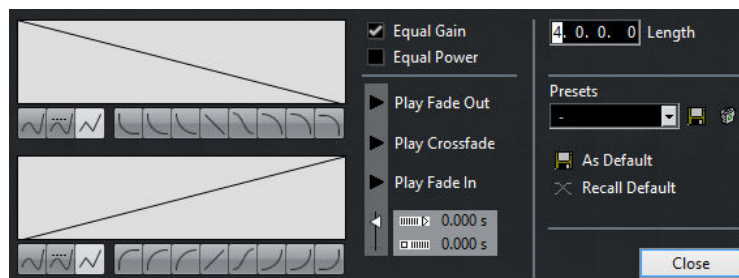 Equal Gain
Equal Power
Play Fade Out
Play Crossfade
Play Fade In
0.000 s
0.000 s
4. 0. 0. 0 Length
Presets
-
As Default
Recall Default
Close